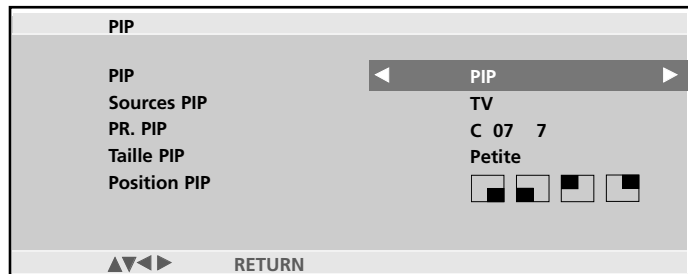 PIP
PIP ◀ PIP ▶
Sources PIP TV
PR. PIP C 07 7
Taille PIP Petite
Position PIP
▲▼◀▶ RETURN